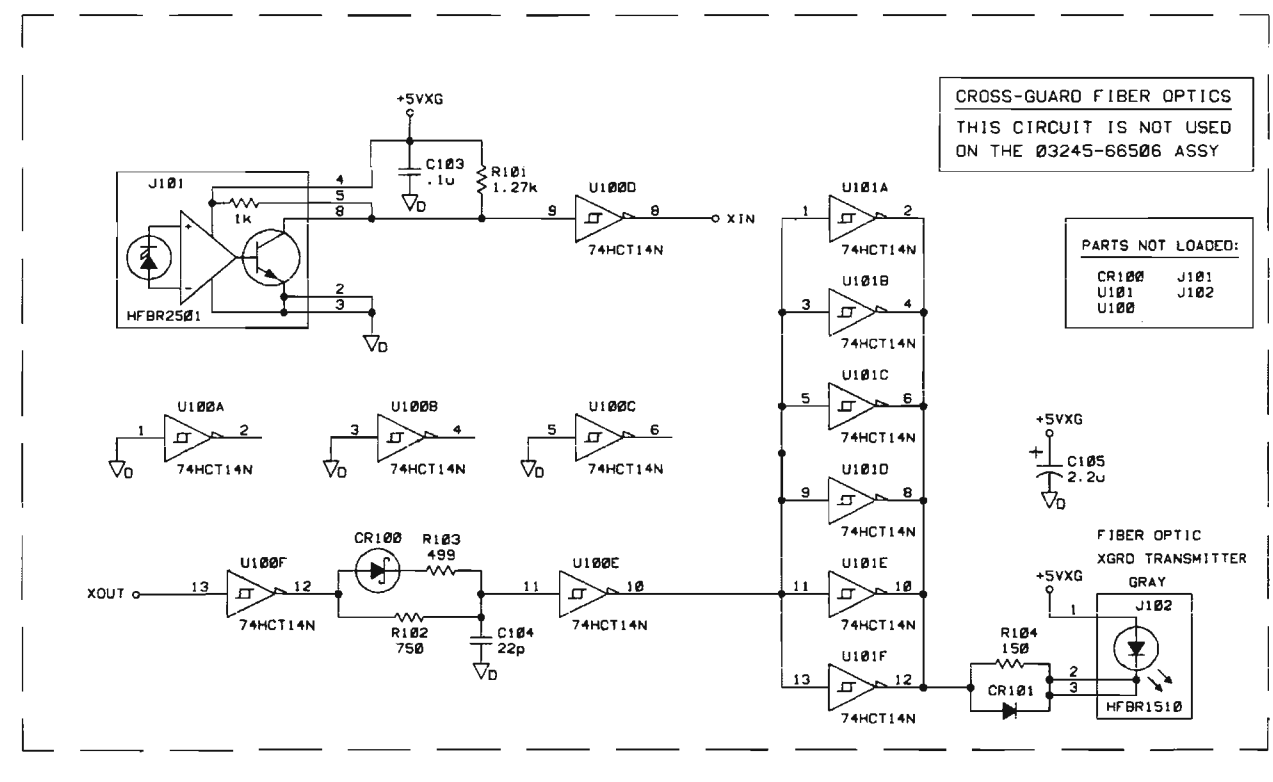 CROSS-GUARD FIBER OPTICS
THIS CIRCUIT IS NOT USED
ON THE 03245-66506 ASSY
+5VXG
J101
4
5
8
1k
+
-
2
3
HFBR2501
D
C103
.1u
D
R101
1.27k
U100D
9
8
74HCT14N
XIN
U101A
1
2
74HCT14N
PARTS NOT LOADED:
CR100 J101
U101 J102
U100
U101B
3
4
74HCT14N
U101C
5
6
74HCT14N
U100A
1
2
74HCT14N
D
U100B
3
4
74HCT14N
D
U100C
5
6
74HCT14N
D
+5VXG
+
C105
2.2u
D
U101D
9
8
74HCT14N
XOUT
13
U100F
12
74HCT14N
CR100
R103
499
R102
750
C104
22p
D
11
U100E
10
74HCT14N
U101E
11
10
74HCT14N
U101F
13
12
74HCT14N
FIBER OPTIC
XGRD TRANSMITTER
GRAY
+5VXG
1
J102
R104
150
2
CR101
3
HFBR1510